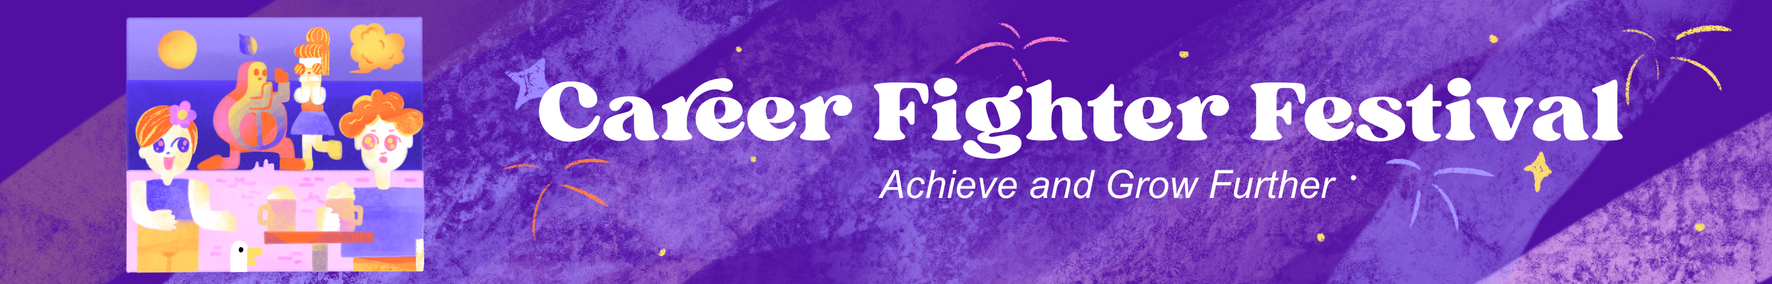 Career Fighter Festival
Achieve and Grow Further